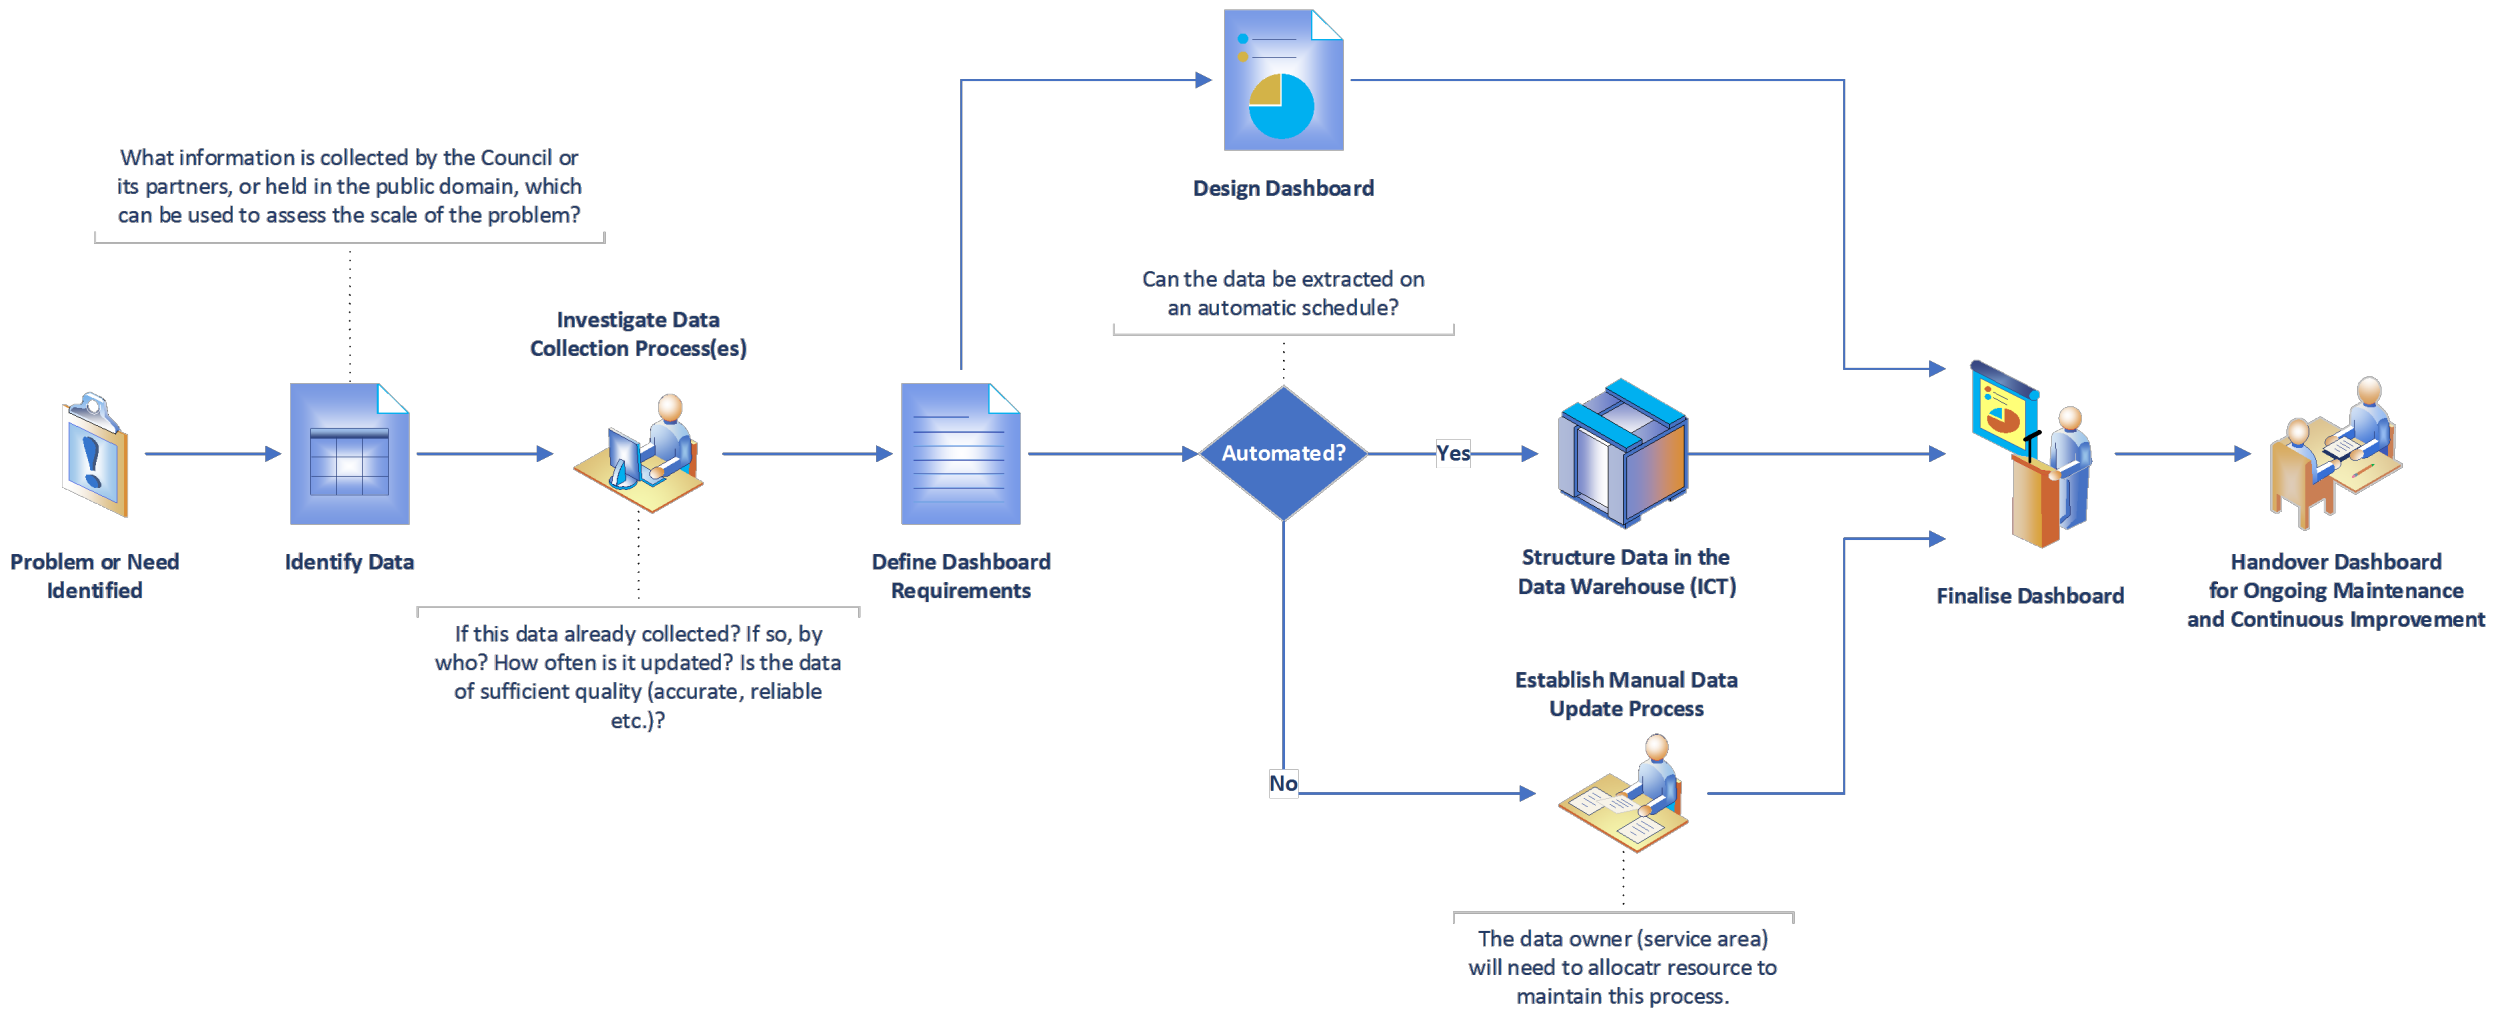 What information is collected by the Council or
its partners, or held in the public domain, which
can be used to assess the scale of the problem?
Problem or Need
Identified
Identify Data
Investigate Data
Collection Process(es)
If this data already collected? If so, by
who? How often is it updated? Is the data
of sufficient quality (accurate, reliable
etc.)?
Define Dashboard
Requirements
Design Dashboard
Can the data be extracted on
an automatic schedule?
Automated?
Yes
No
Structure Data in the
Data Warehouse (ICT)
Establish Manual Data
Update Process
The data owner (service area)
will need to allocatr resource to
maintain this process.
Finalise Dashboard
Handover Dashboard
for Ongoing Maintenance
and Continuous Improvement